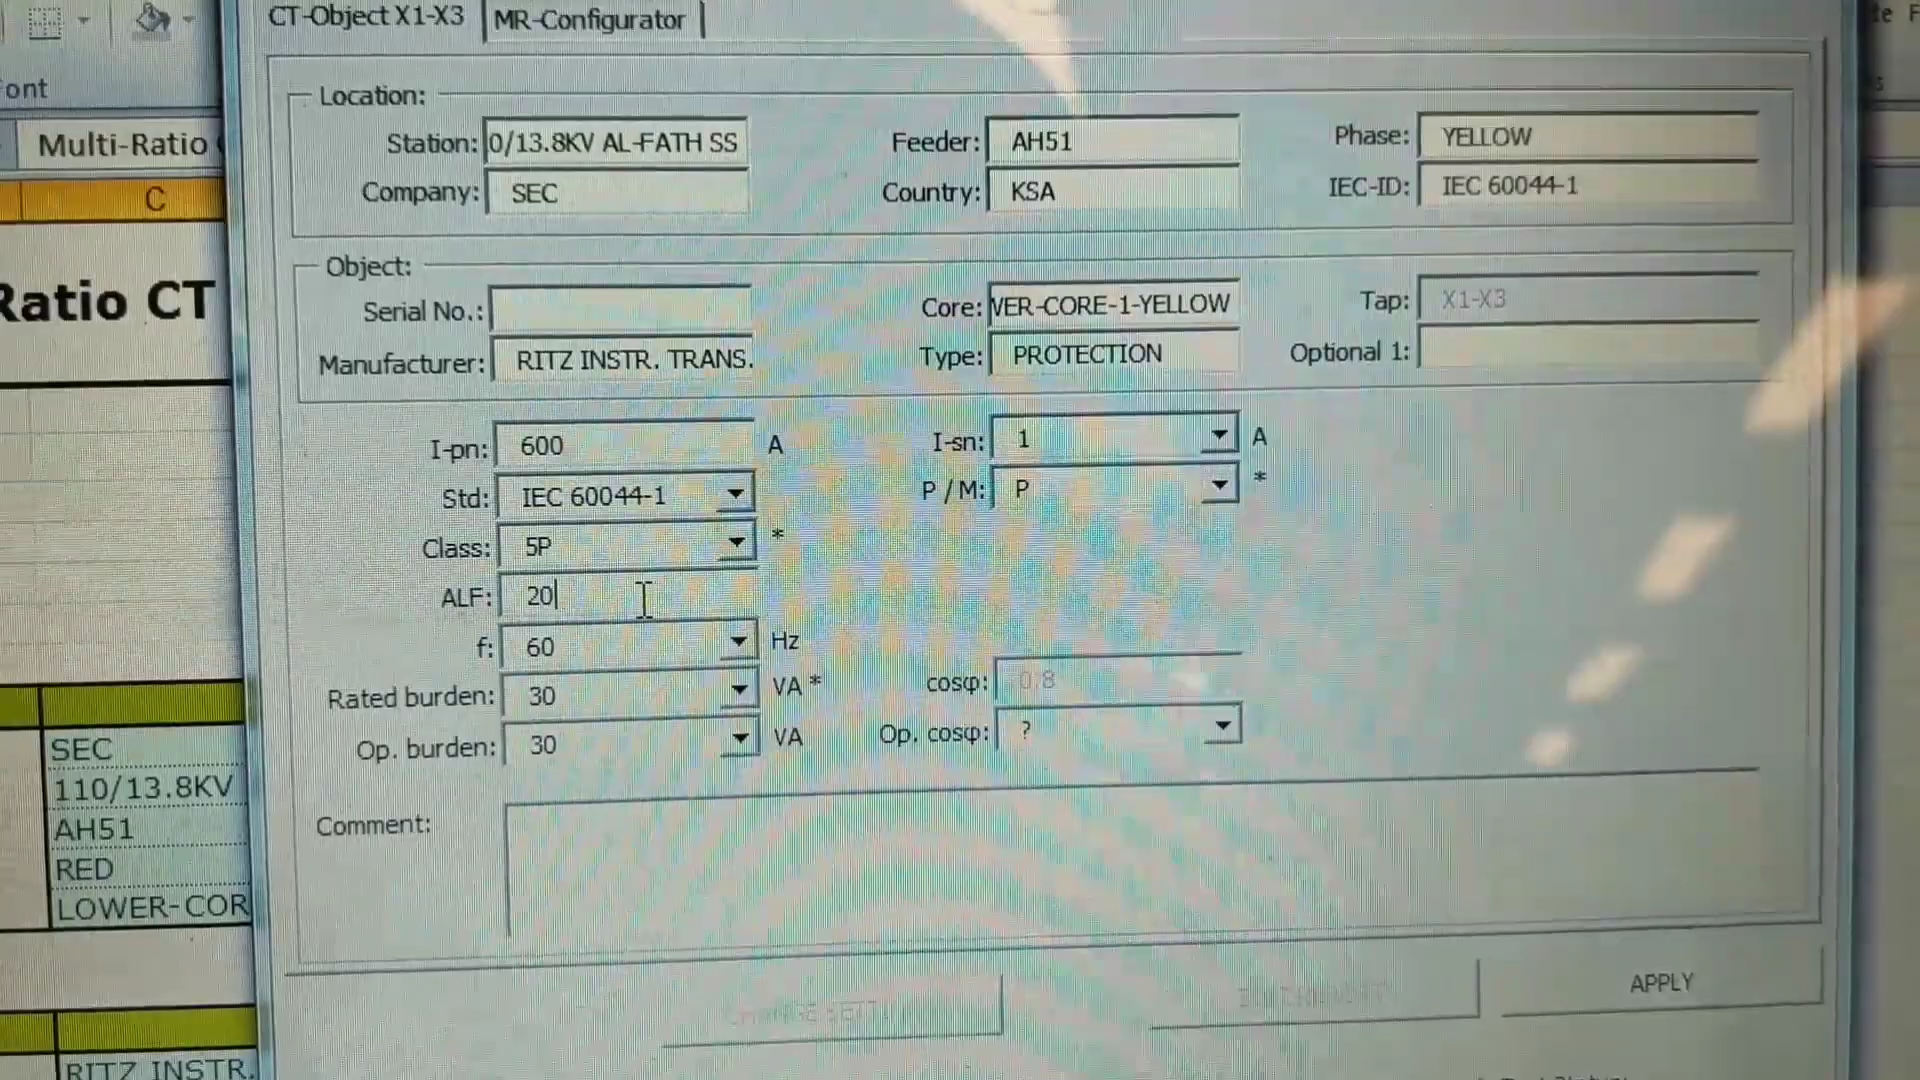 CT-Object X1-X3 MR-Configurator
ont
Multi-Ratio
C
Ratio CT
Location:
Station: 0/13.8KV AL-FATH SS Feeder: AH51 Phase: YELLOW
Company: SEC Country: KSA IEC-ID: IEC 60044-1
Object:
Serial No.: Core: VER-CORE-1-YELLOW Tap: X1-X3
Manufacturer: RITZ INSTR. TRANS. Type: PROTECTION Optional 1:
I-pn: 600 A I-sn: 1 A
Std: IEC 60044-1 P / M: P *
Class: 5P *
ALF: 20
f: 60 Hz
Rated burden: 30 VA * cosφ: 0.8
Op. burden: 30 VA Op. cosφ: ?
Comment:
SEC
110/13.8KV
AH51
RED
LOWER-COR
APPLY
RITZ INSTR.